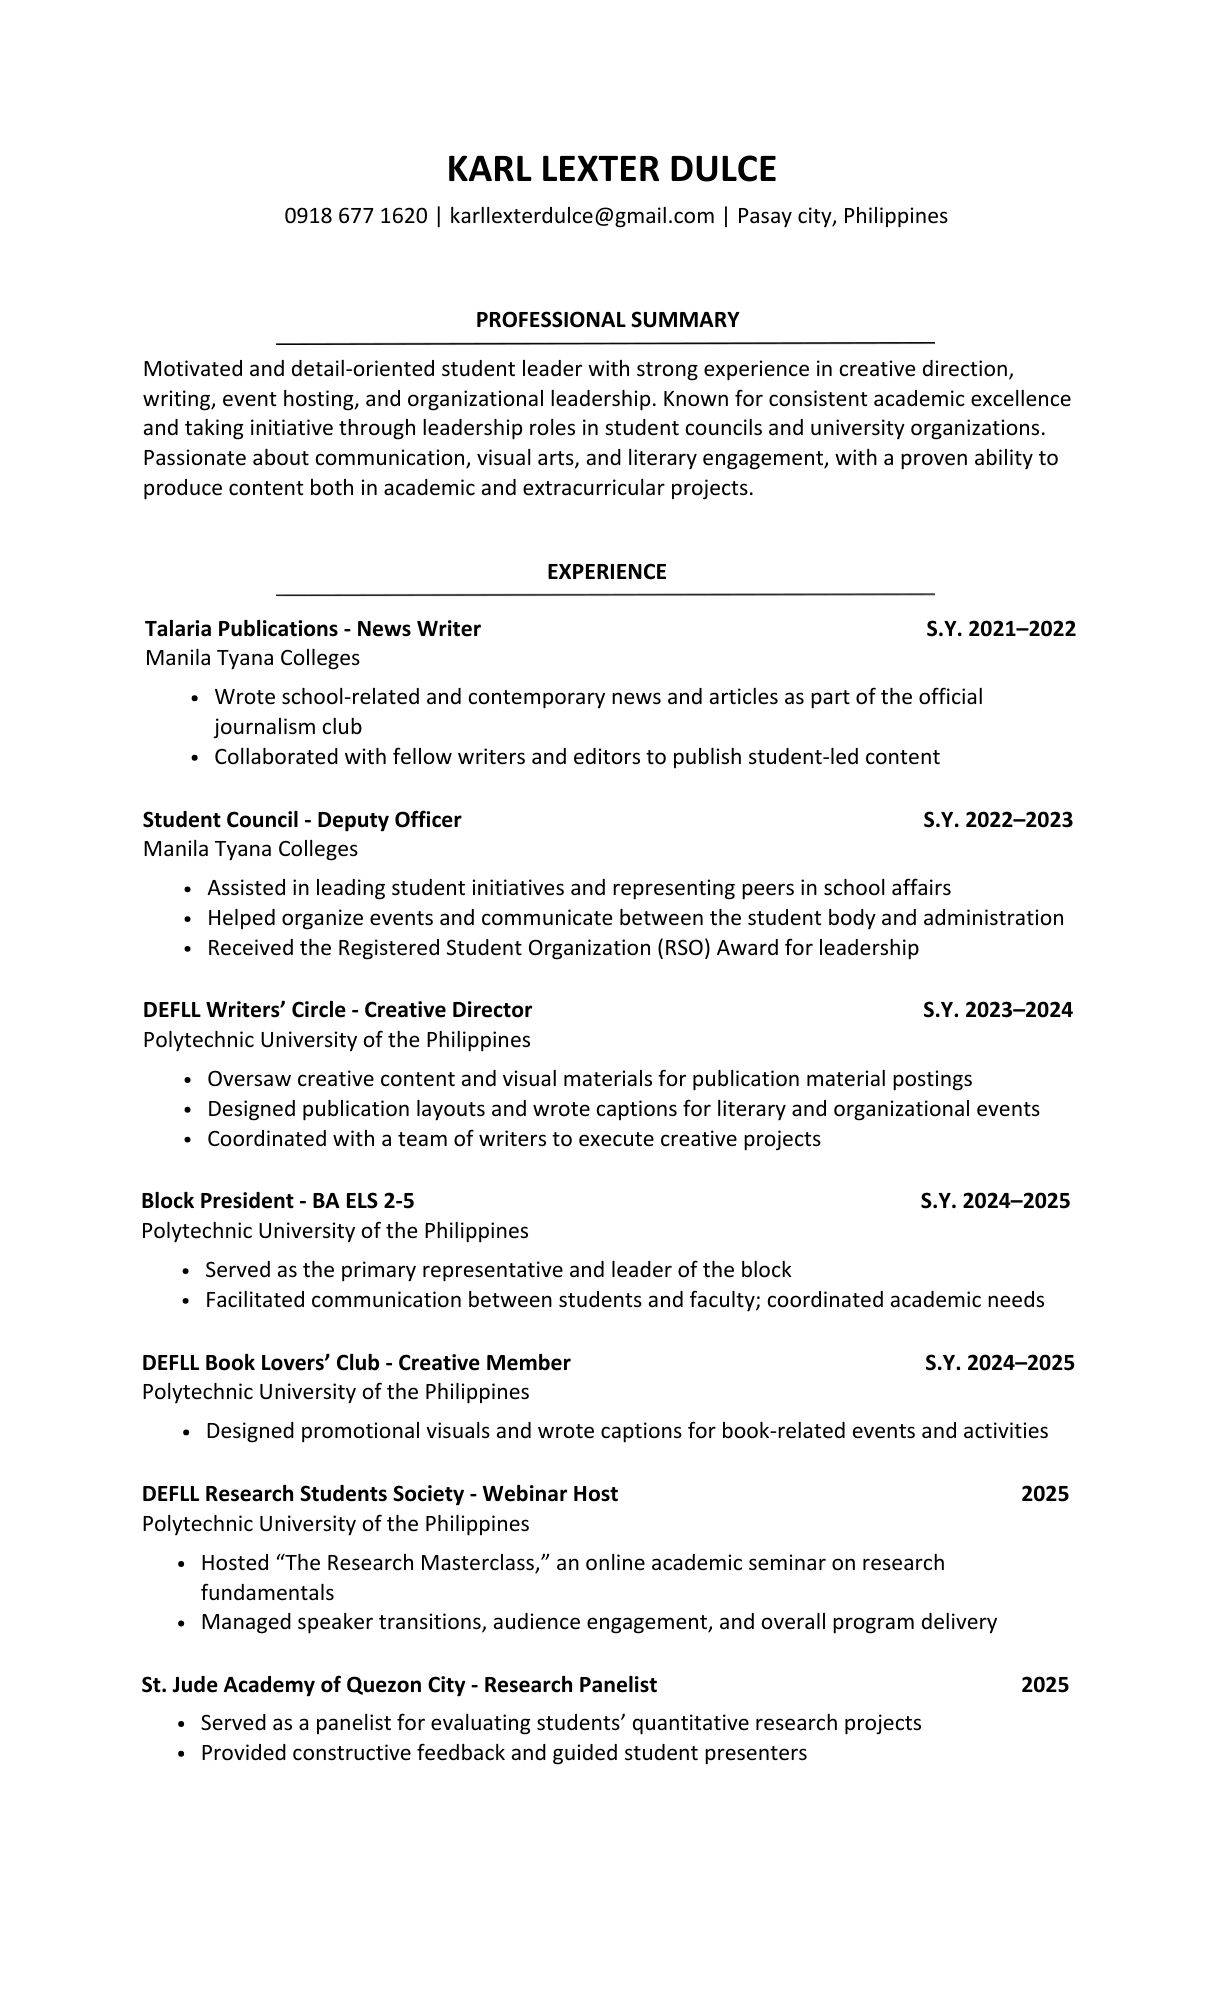 KARL LEXTER DULCE
0918 677 1620 | karllexterdulce@gmail.com | Pasay city, Philippines
PROFESSIONAL SUMMARY
Motivated and detail-oriented student leader with strong experience in creative direction,
writing, event hosting, and organizational leadership. Known for consistent academic excellence
and taking initiative through leadership roles in student councils and university organizations.
Passionate about communication, visual arts, and literary engagement, with a proven ability to
produce content both in academic and extracurricular projects.
EXPERIENCE
Talaria Publications - News Writer S.Y. 2021–2022
Manila Tyana Colleges
• Wrote school-related and contemporary news and articles as part of the official
journalism club
• Collaborated with fellow writers and editors to publish student-led content
Student Council - Deputy Officer S.Y. 2022–2023
Manila Tyana Colleges
• Assisted in leading student initiatives and representing peers in school affairs
• Helped organize events and communicate between the student body and administration
• Received the Registered Student Organization (RSO) Award for leadership
DEFLL Writers’ Circle - Creative Director S.Y. 2023–2024
Polytechnic University of the Philippines
• Oversaw creative content and visual materials for publication material postings
• Designed publication layouts and wrote captions for literary and organizational events
• Coordinated with a team of writers to execute creative projects
Block President - BA ELS 2-5 S.Y. 2024–2025
Polytechnic University of the Philippines
• Served as the primary representative and leader of the block
• Facilitated communication between students and faculty; coordinated academic needs
DEFLL Book Lovers’ Club - Creative Member S.Y. 2024–2025
Polytechnic University of the Philippines
• Designed promotional visuals and wrote captions for book-related events and activities
DEFLL Research Students Society - Webinar Host 2025
Polytechnic University of the Philippines
• Hosted “The Research Masterclass,” an online academic seminar on research
fundamentals
• Managed speaker transitions, audience engagement, and overall program delivery
St. Jude Academy of Quezon City - Research Panelist 2025
• Served as a panelist for evaluating students’ quantitative research projects
• Provided constructive feedback and guided student presenters